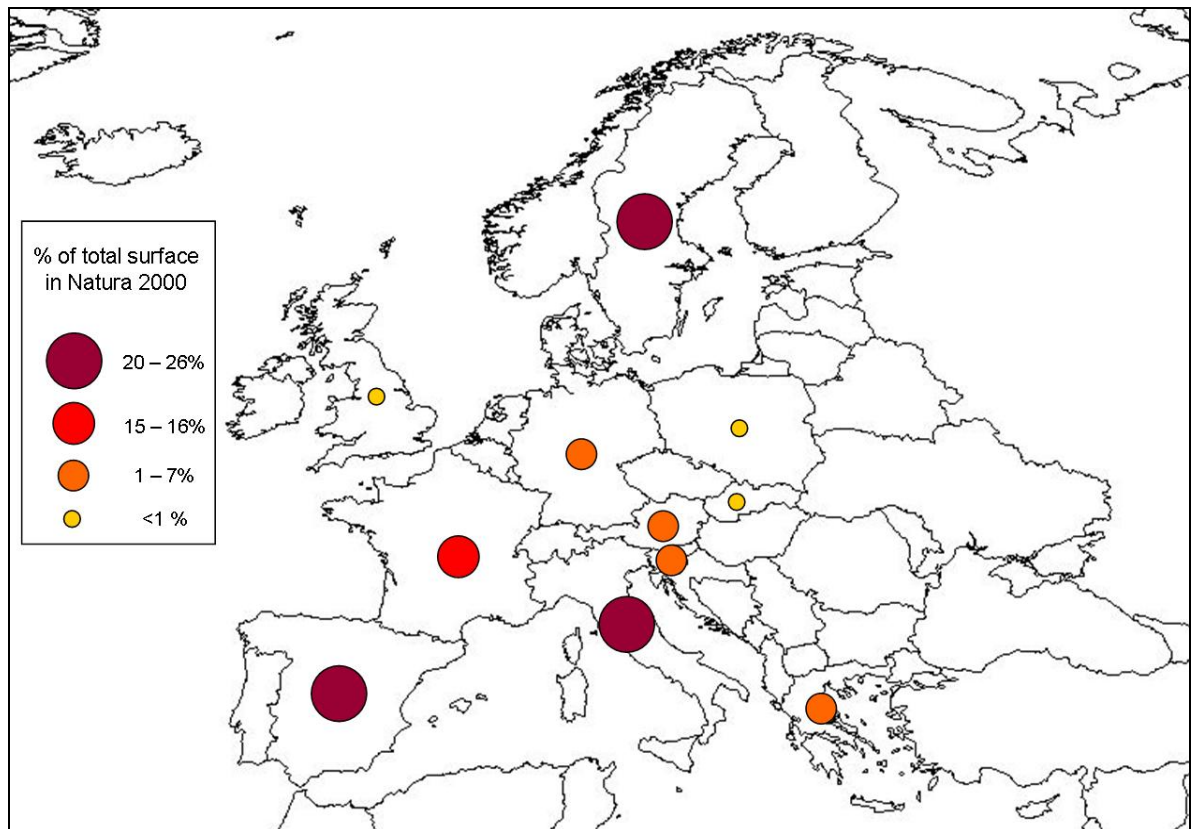 % of total surface
in Natura 2000
20 – 26%
15 – 16%
1 – 7%
<1 %